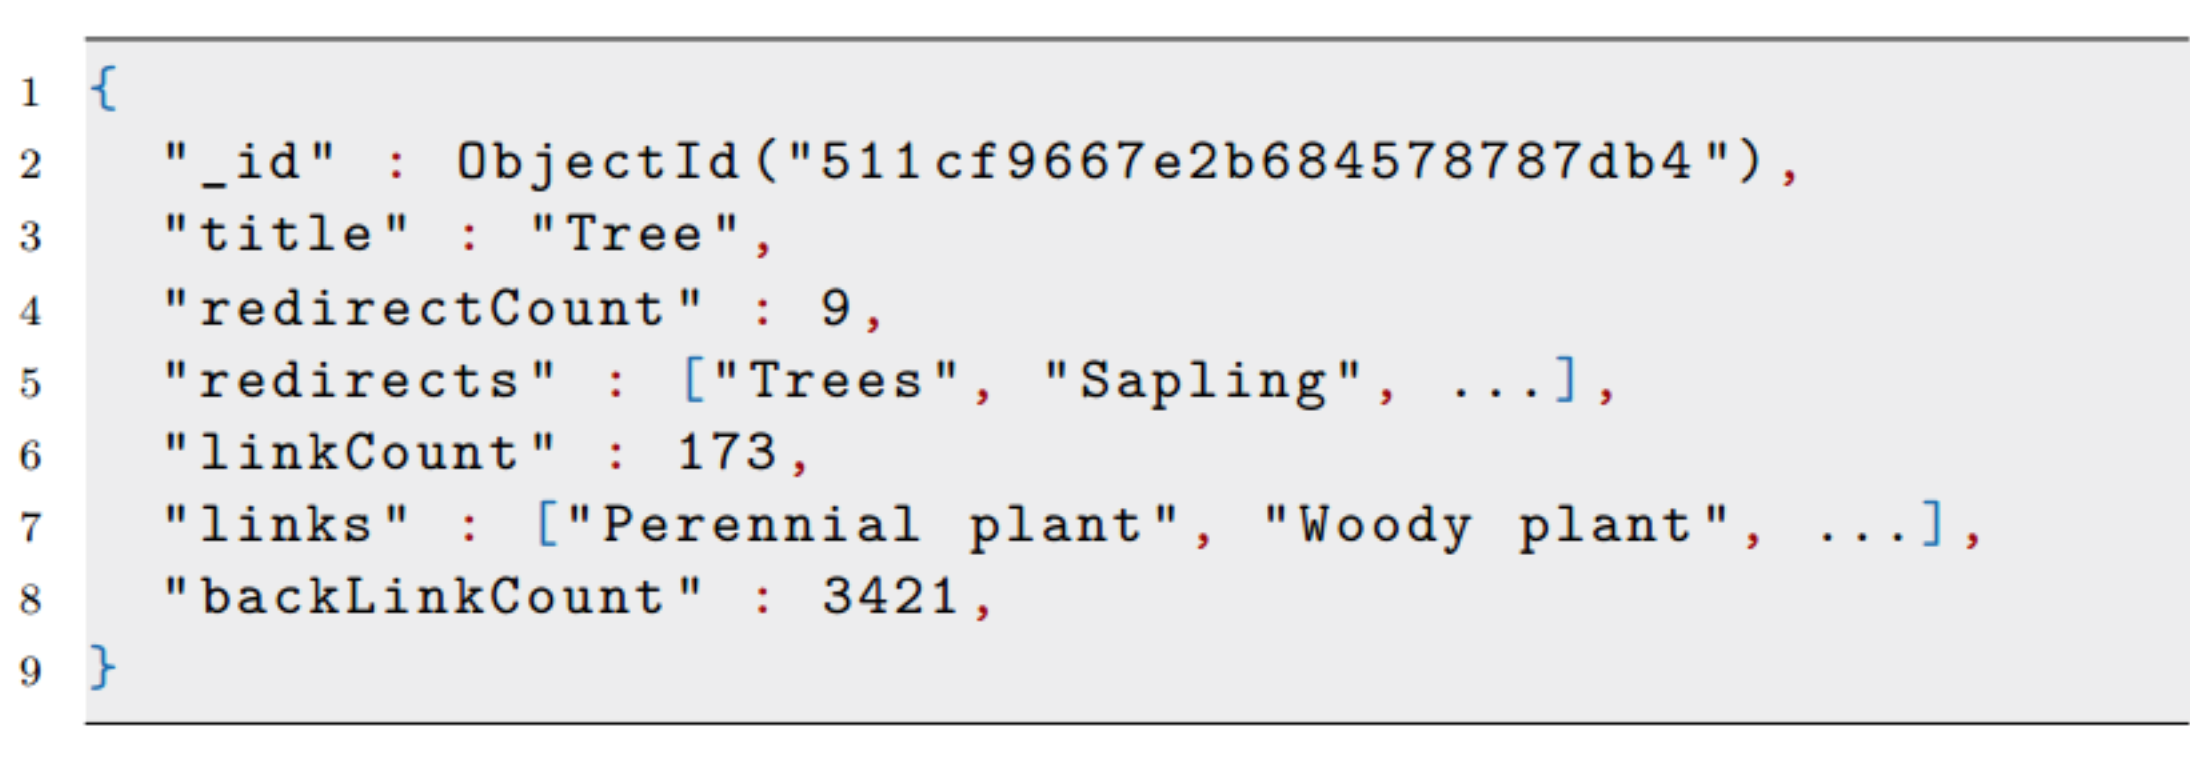 1 {
2 "_id" : ObjectId("511cf9667e2b684578787db4"),
3 "title" : "Tree",
4 "redirectCount" : 9,
5 "redirects" : ["Trees", "Sapling", ...],
6 "linkCount" : 173,
7 "links" : ["Perennial plant", "Woody plant", ...],
8 "backLinkCount" : 3421,
9 }